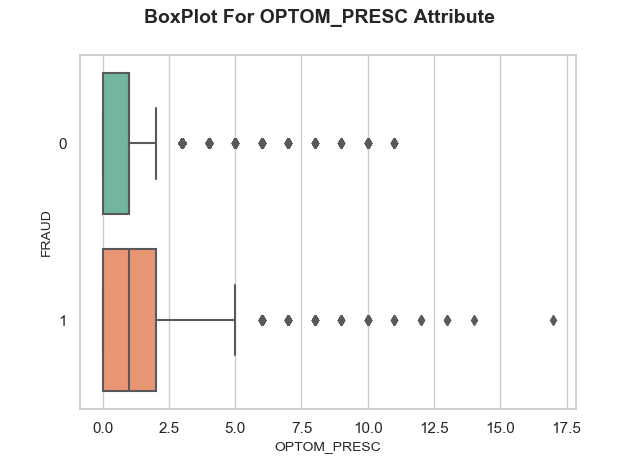 BoxPlot For OPTOM_PRESC Attribute
FRAUD
0
1
0.0 2.5 5.0 7.5 10.0 12.5 15.0 17.5
OPTOM_PRESC